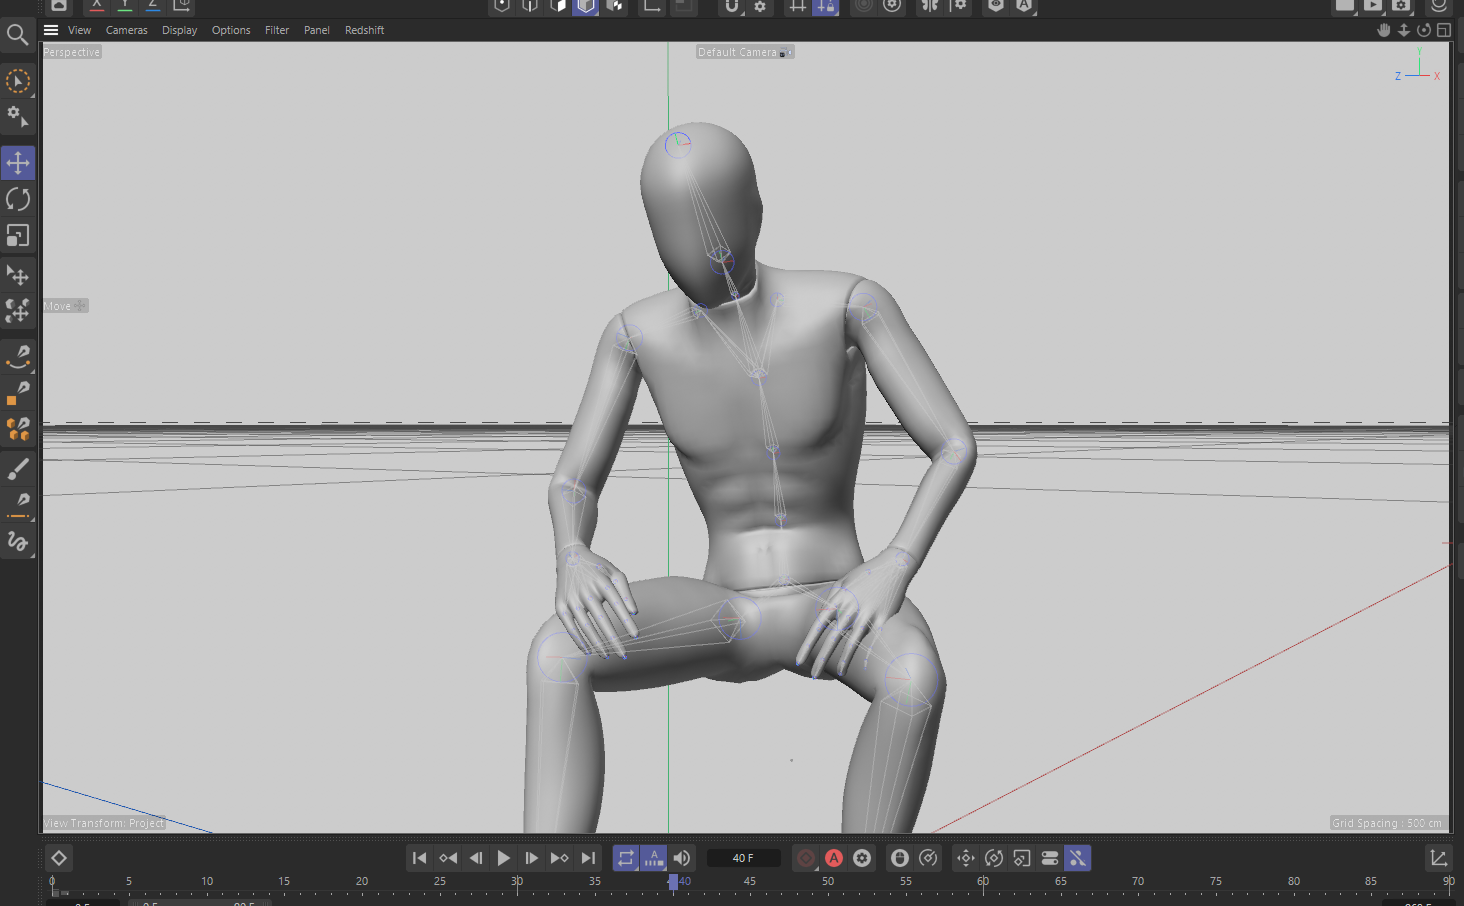 X Y Z
View Cameras Display Options Filter Panel Redshift
Perspective
Default Camera
Y
Z X
Move
View Transform: Project
Grid Spacing : 500 cm
A
40 F
A
0 5 10 15 20 25 30 35 40 45 50 55 60 65 70 75 80 85 90